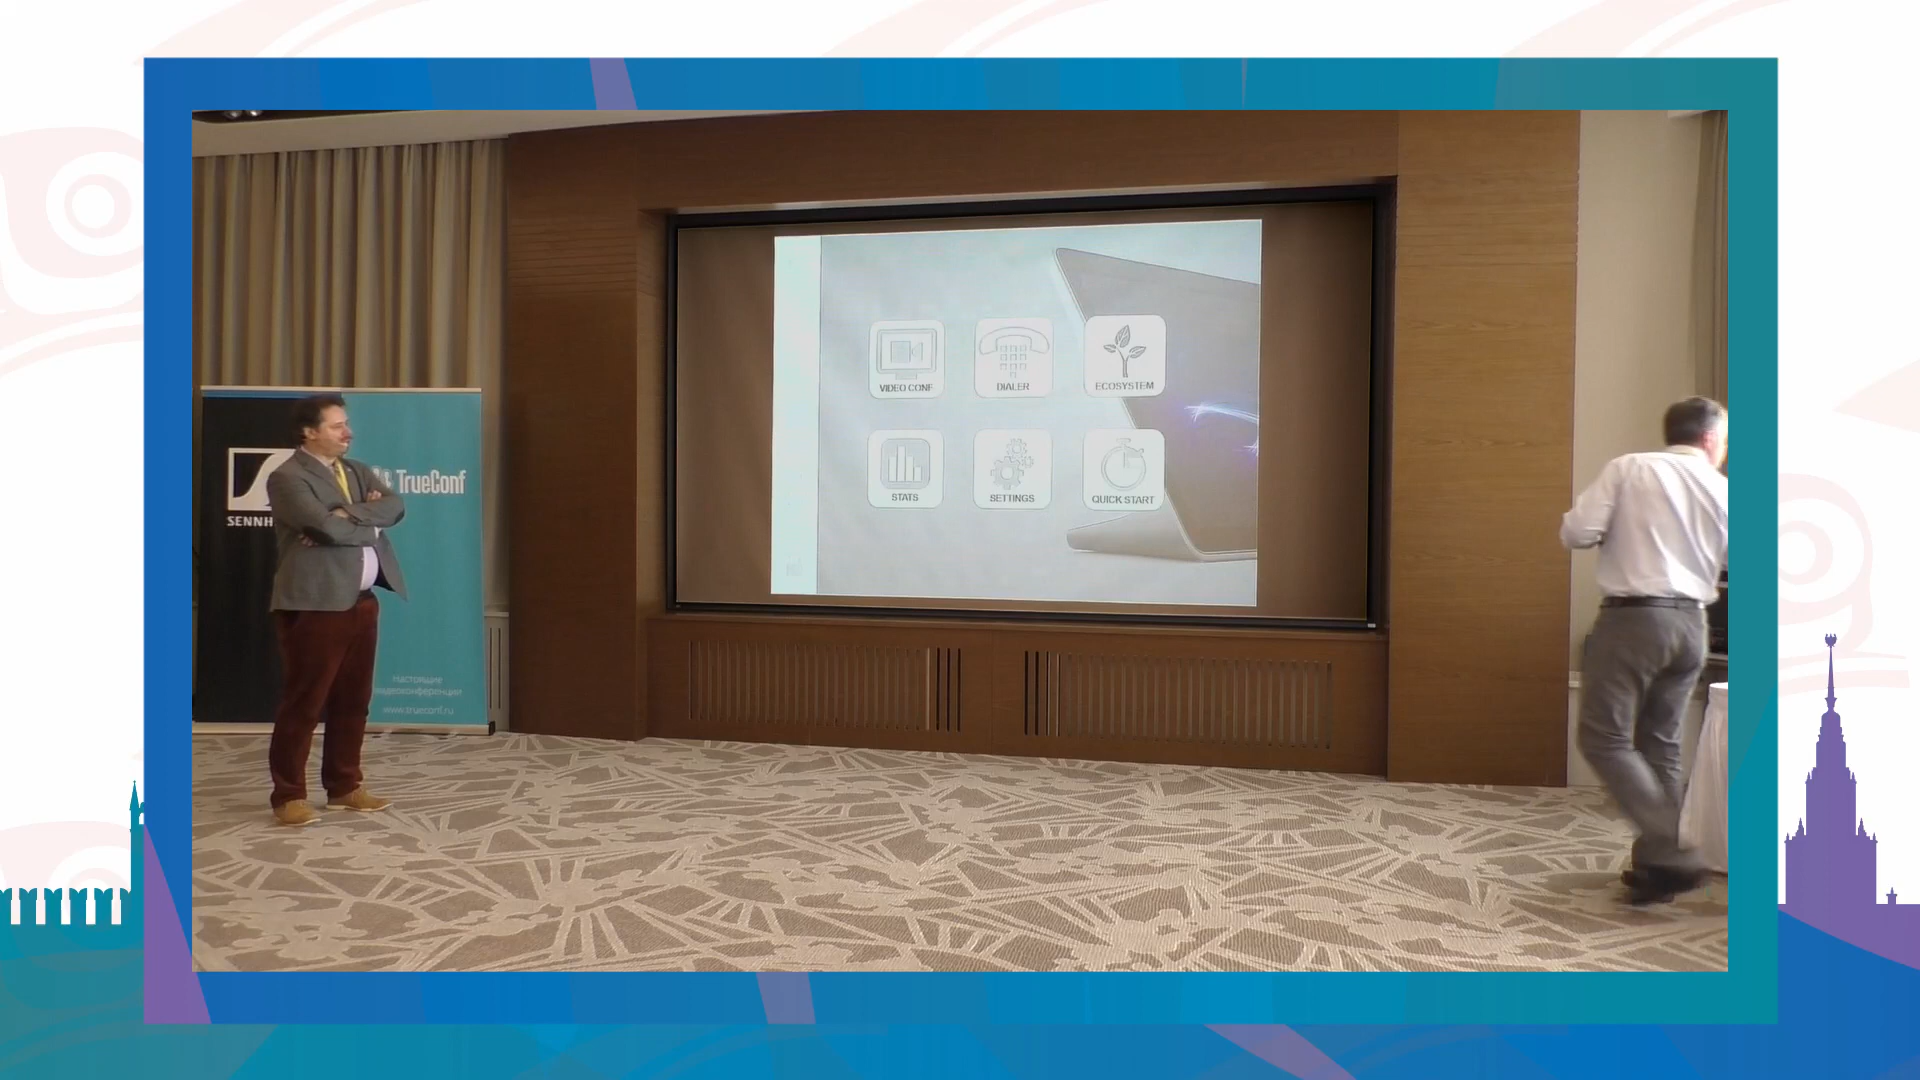 VIDEO CONF
DIALER
ECOSYSTEM
STATS
SETTINGS
QUICK START
SENNH
TrueConf
настоящие
видеоконференции
www.trueconf.ru